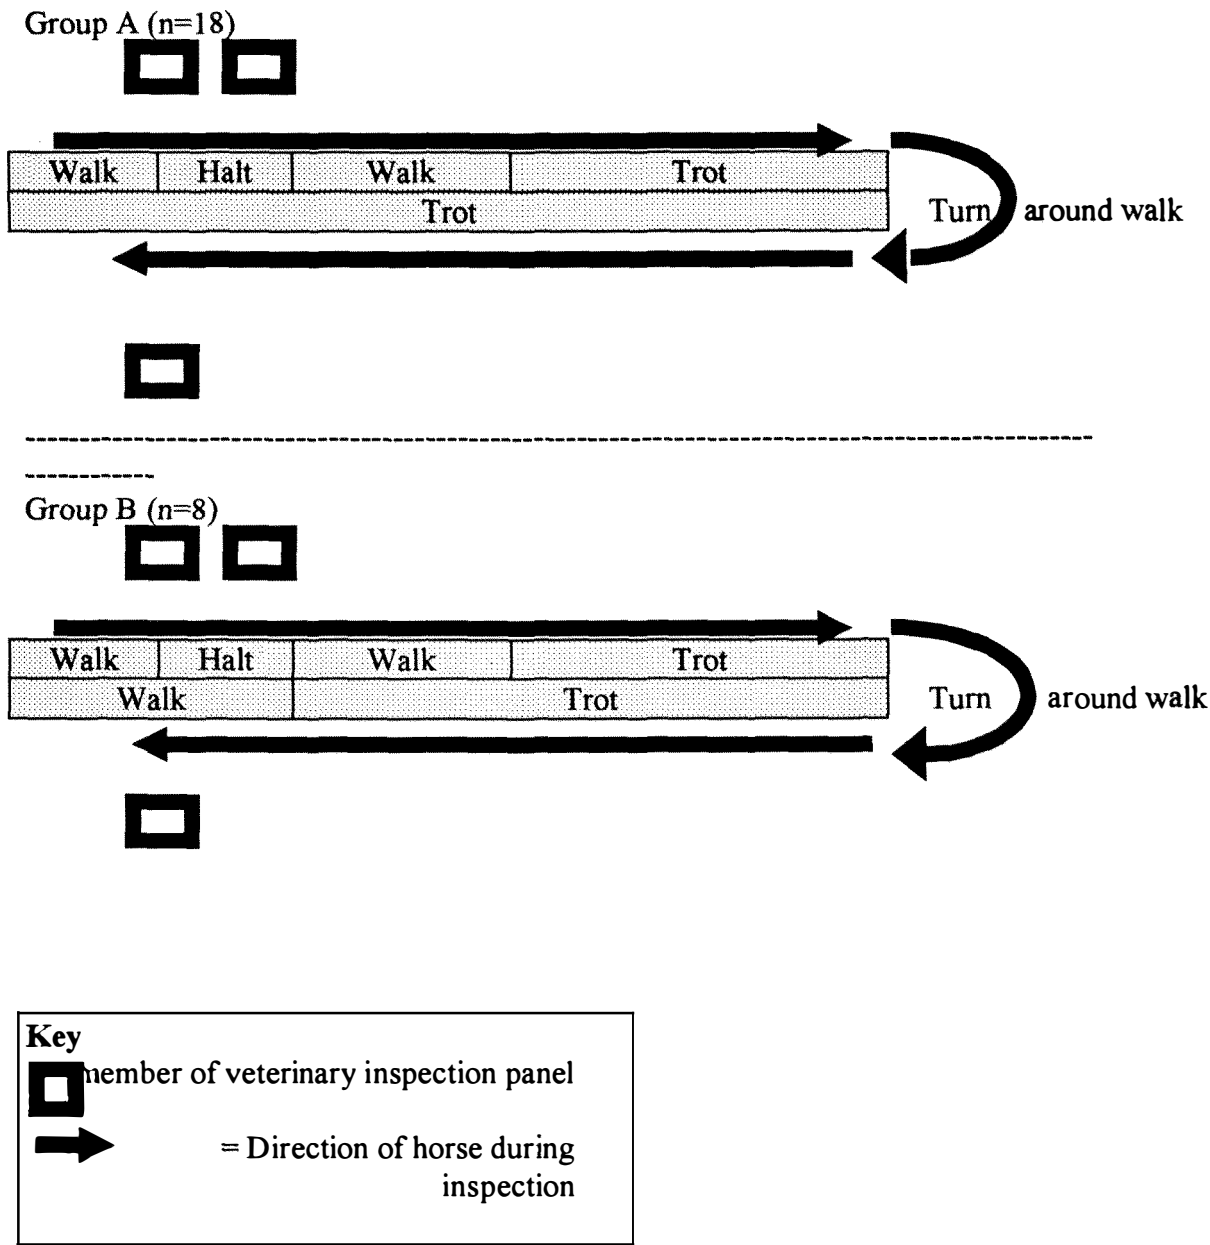 Group A (n=18)
Walk Halt Walk Trot
Trot
Turn around walk
Group B (n=8)
Walk Halt Walk Trot
Walk Trot
Turn around walk
Key
member of veterinary inspection panel
= Direction of horse during
inspection